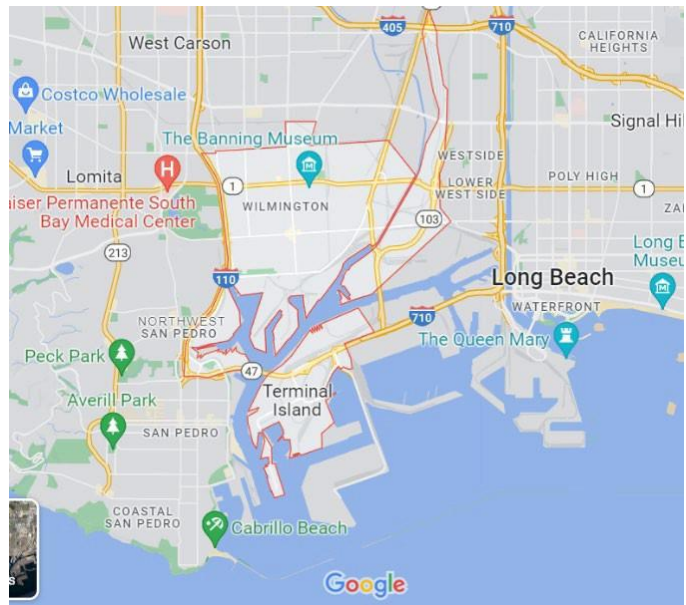 405
710
CALIFORNIA
HEIGHTS
West Carson
Costco Wholesale
Market
Signal Hil
The Banning Museum
Lomita
H
WESTSIDE
1
LOWER
WEST SIDE
POLY HIGH
1
aiser Permanente South
Bay Medical Center
WILMINGTON
ZA
103
213
Long B
Museu
110
Long Beach
WATERFRONT
NORTHWEST
SAN PEDRO
710
The Queen Mary
Peck Park
47
Averill Park
Terminal
Island
SAN PEDRO
COASTAL
SAN PEDRO
Cabrillo Beach
s
Google